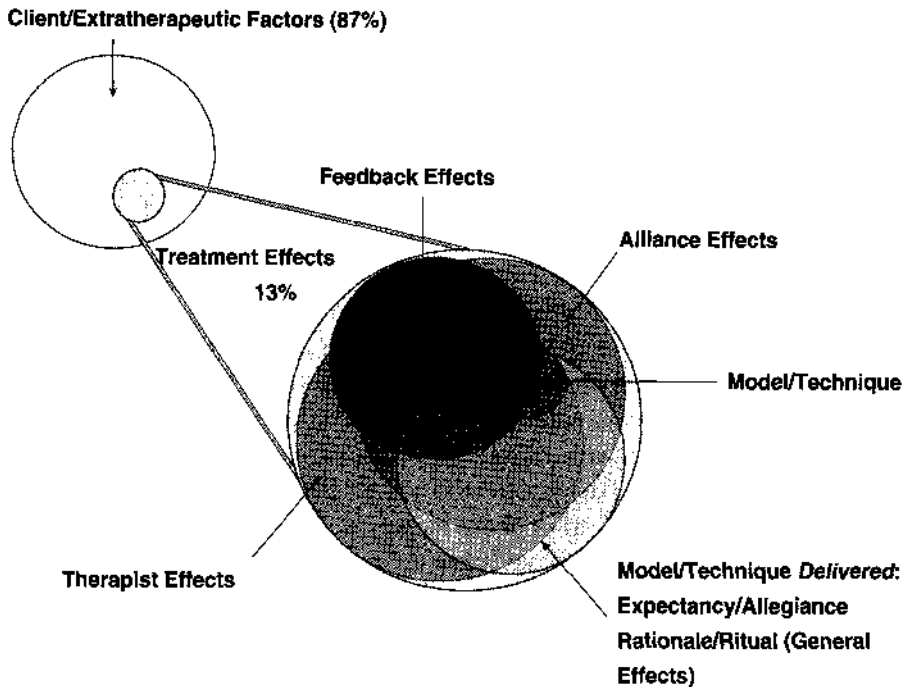 Client/Extratherapeutic Factors (87%)
Feedback Effects
Treatment Effects
13%
Alliance Effects
Model/Technique
Therapist Effects
Model/Technique Delivered:
Expectancy/Allegiance
Rationale/Ritual (General
Effects)